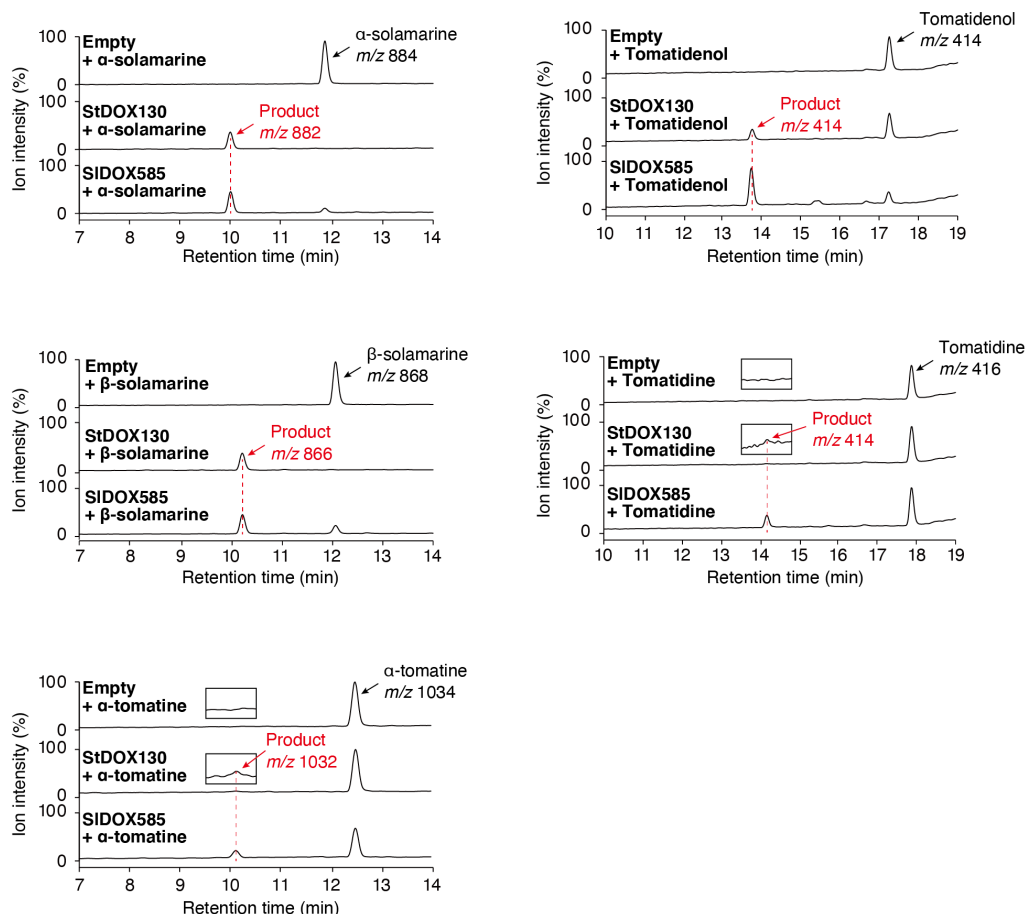 Ion intensity (%)
100
0
Empty
+ α-solamarine
α-solamarine
m/z 884
100
0
StDOX130
+ α-solamarine
Product
m/z 882
100
0
SlDOX585
+ α-solamarine
7 8 9 10 11 12 13 14
Retention time (min)
Ion intensity (%)
100
0
Empty
+ Tomatidenol
Tomatidenol
m/z 414
100
0
StDOX130
+ Tomatidenol
Product
m/z 414
100
0
SlDOX585
+ Tomatidenol
10 11 12 13 14 15 16 17 18 19
Retention time (min)
Ion intensity (%)
100
0
Empty
+ β-solamarine
β-solamarine
m/z 868
100
0
StDOX130
+ β-solamarine
Product
m/z 866
100
0
SlDOX585
+ β-solamarine
7 8 9 10 11 12 13 14
Retention time (min)
Ion intensity (%)
100
0
Empty
+ Tomatidine
Tomatidine
m/z 416
100
0
StDOX130
+ Tomatidine
Product
m/z 414
100
0
SlDOX585
+ Tomatidine
10 11 12 13 14 15 16 17 18 19
Retention time (min)
Ion intensity (%)
100
0
Empty
+ α-tomatine
α-tomatine
m/z 1034
100
0
StDOX130
+ α-tomatine
Product
m/z 1032
100
0
SlDOX585
+ α-tomatine
7 8 9 10 11 12 13 14
Retention time (min)